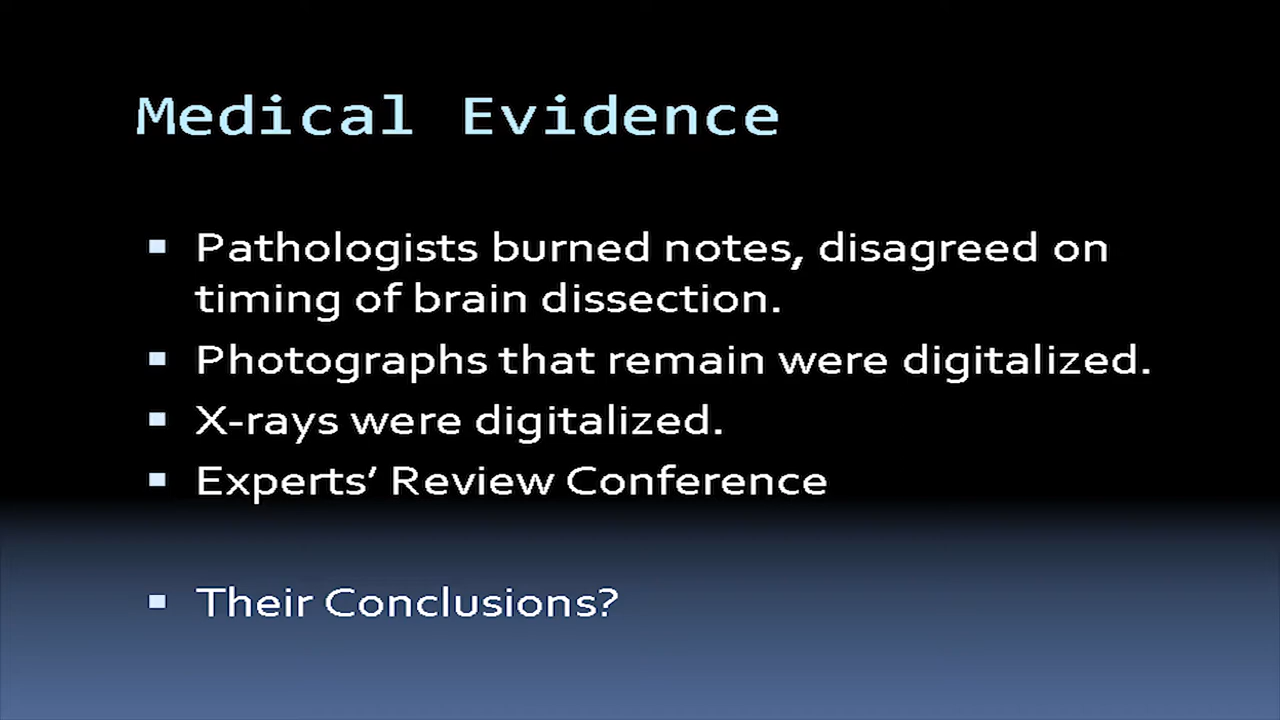 Medical Evidence
Pathologists burned notes, disagreed on
timing of brain dissection.
Photographs that remain were digitalized.
X-rays were digitalized.
Experts’ Review Conference
Their Conclusions?